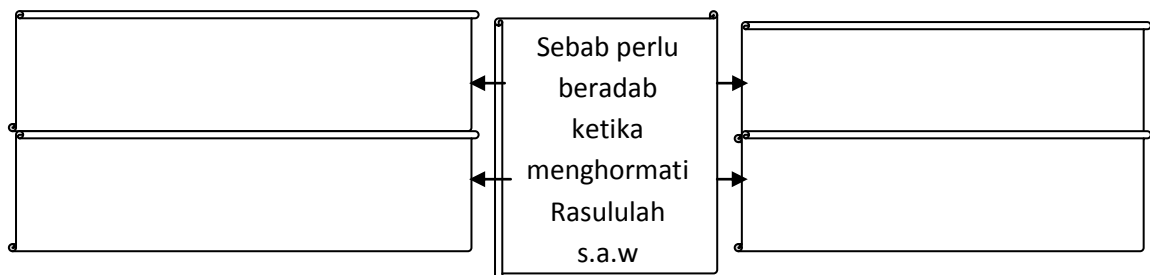 Sebab perlu
beradab
ketika
menghormati
Rasululah
s.a.w